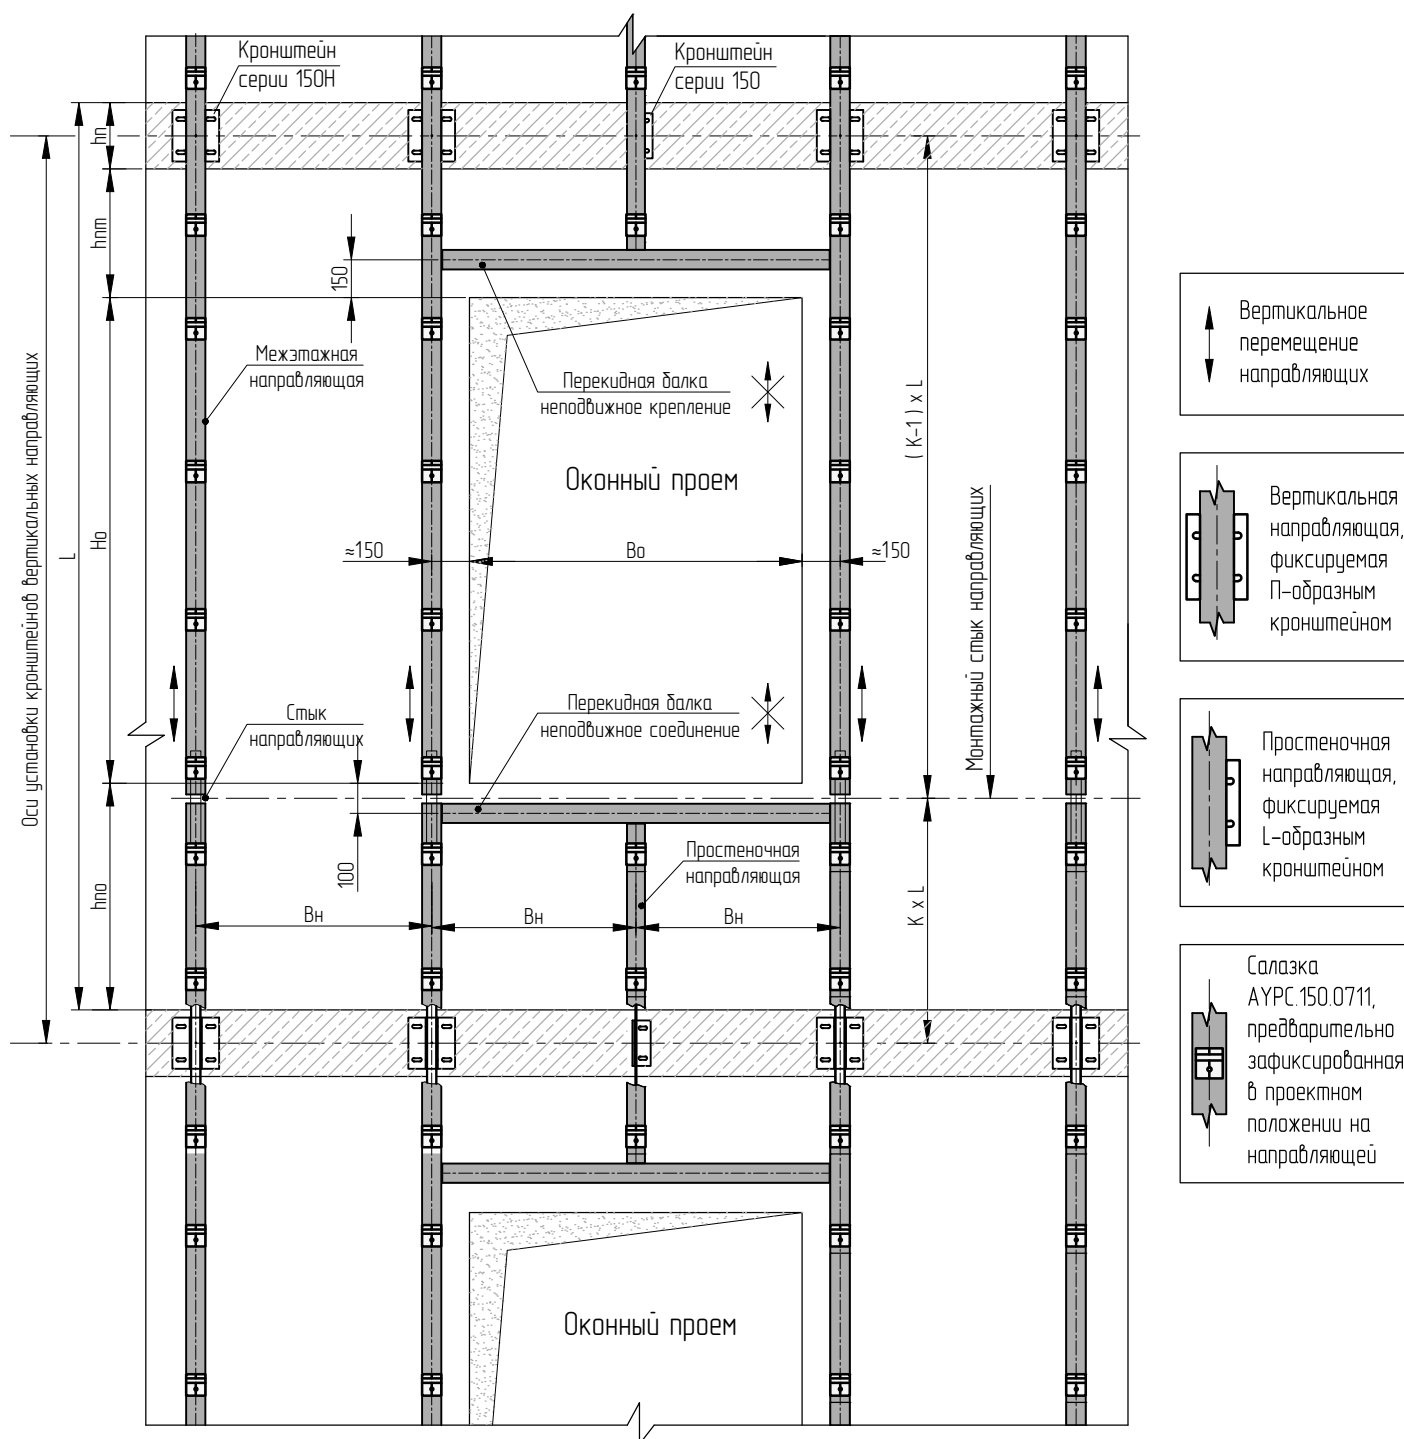 Кронштейн
серии 150Н
Кронштейн
серии 150
hп
hпт
150
Межэтажная
направляющая
Перекидная балка
неподвижное крепление
Оконный проем
Оси установки кронштейнов вертикальных направляющих
L
Hо
≈150
Bо
≈150
( K-1 ) x L
Монтажный стык направляющих
Стык
направляющих
Перекидная балка
неподвижное соединение
100
Простеночная
направляющая
hпо
Bн
Bн
Bн
K x L
Оконный проем
Вертикальное
перемещение
направляющих
Вертикальная
направляющая,
фиксируемая
П-образным
кронштейном
Простеночная
направляющая,
фиксируемая
L-образным
кронштейном
Салазка
AYPC.150.0711,
предварительно
зафиксированная
в проектном
положении на
направляющей